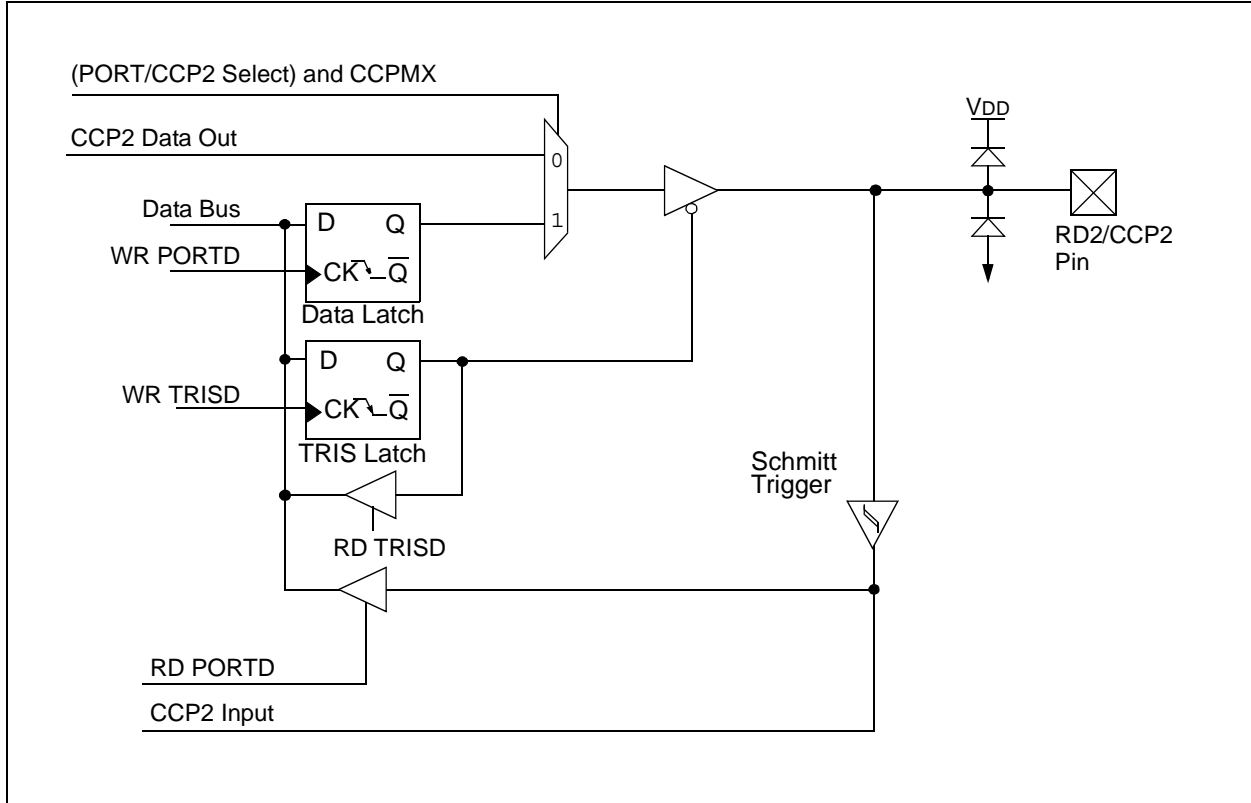 (PORT/CCP2 Select) and CCPMX
VDD
CCP2 Data Out
0
Data Bus
D Q
1
RD2/CCP2
Pin
WR PORTD
CK Q̅
Data Latch
D Q
WR TRISD
CK Q̅
TRIS Latch
Schmitt
Trigger
RD TRISD
RD PORTD
CCP2 Input